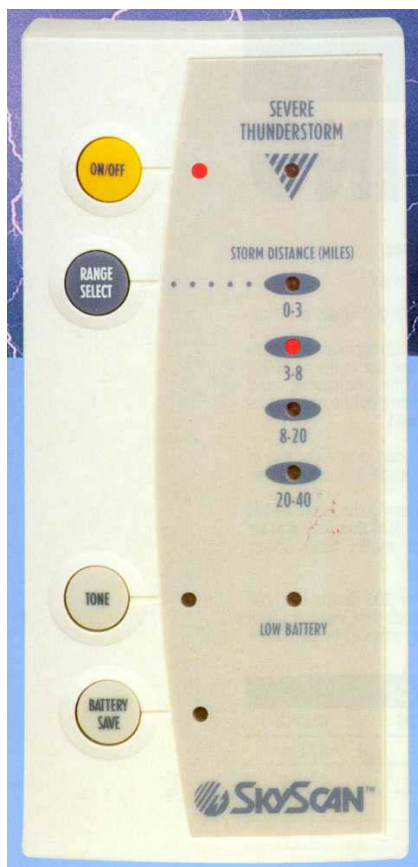 SEVERE
THUNDERSTORM
ON/OFF
STORM DISTANCE (MILES)
RANGE
SELECT
0-3
3-8
8-20
20-40
TONE
LOW BATTERY
BATTERY
SAVE
SKYSCAN™